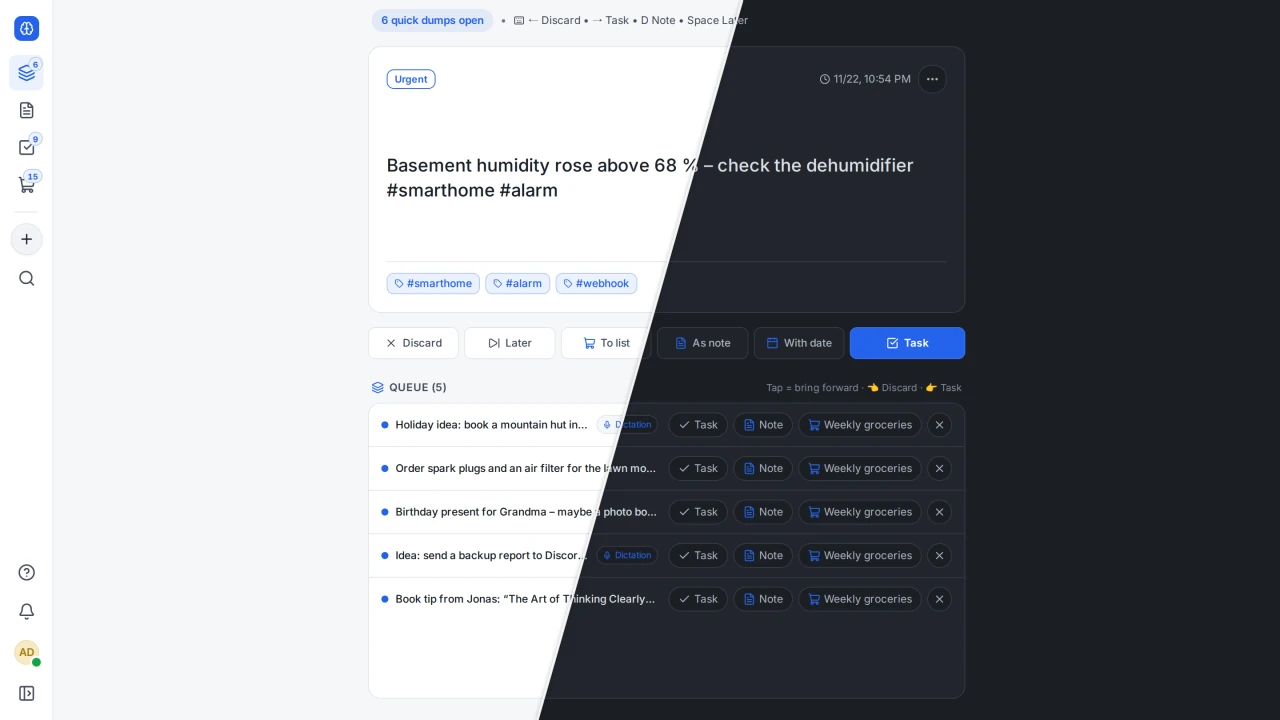 6 quick dumps open • ← Discard • → Task • D Note • Space Later
6
9
15
AD
Urgent
11/22, 10:54 PM
Basement humidity rose above 68 % – check the dehumidifier
#smarthome #alarm
#smarthome #alarm #webhook
Discard Later To list As note With date Task
QUEUE (5) Tap = bring forward · 👈 Discard · 👉 Task
Holiday idea: book a mountain hut in... Dictation Task Note Weekly groceries
Order spark plugs and an air filter for the lawn mo... Task Note Weekly groceries
Birthday present for Grandma – maybe a photo bo... Task Note Weekly groceries
Idea: send a backup report to Discor... Dictation Task Note Weekly groceries
Book tip from Jonas: “The Art of Thinking Clearly... Task Note Weekly groceries